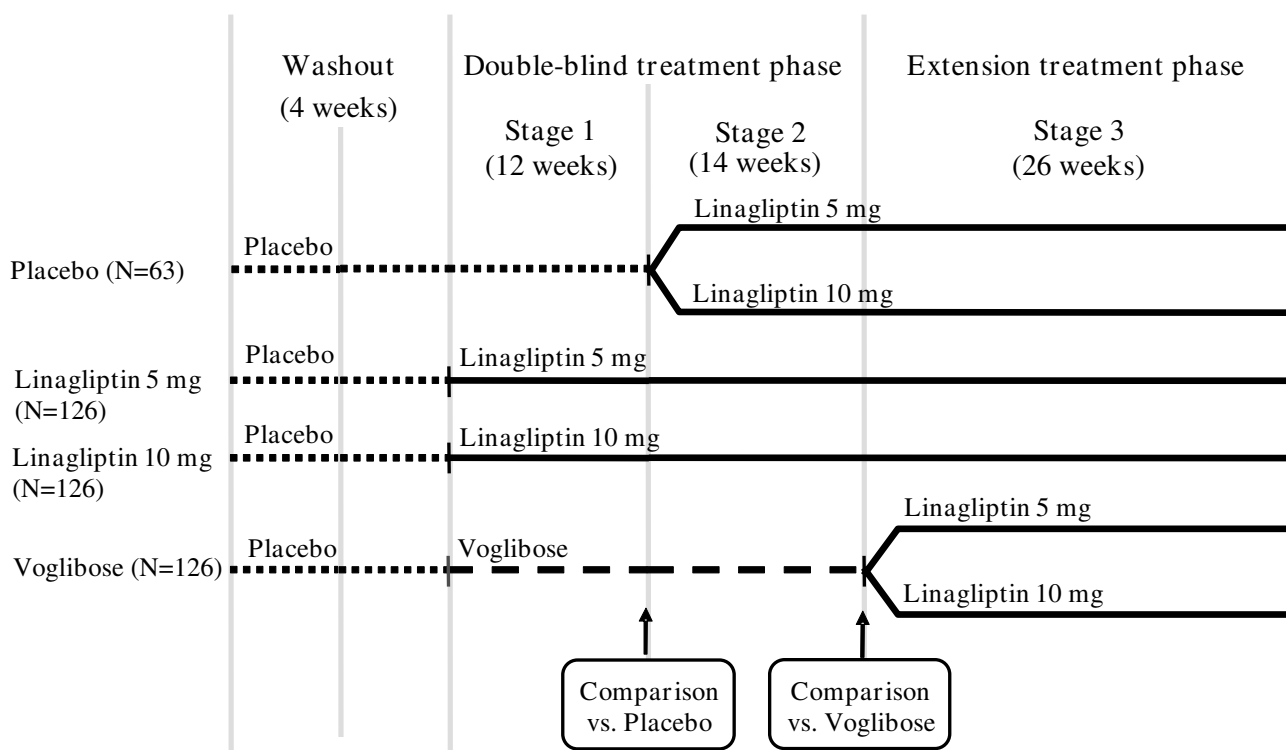 Washout
(4 weeks)
Double-blind treatment phase
Extension treatment phase
Stage 1
(12 weeks)
Stage 2
(14 weeks)
Stage 3
(26 weeks)
Placebo (N=63)
Placebo
Linagliptin 5 mg
Linagliptin 10 mg
Linagliptin 5 mg
(N=126)
Placebo
Linagliptin 5 mg
Linagliptin 10 mg
(N=126)
Placebo
Linagliptin 10 mg
Voglibose (N=126)
Placebo
Voglibose
Linagliptin 5 mg
Linagliptin 10 mg
Comparison
vs. Placebo
Comparison
vs. Voglibose